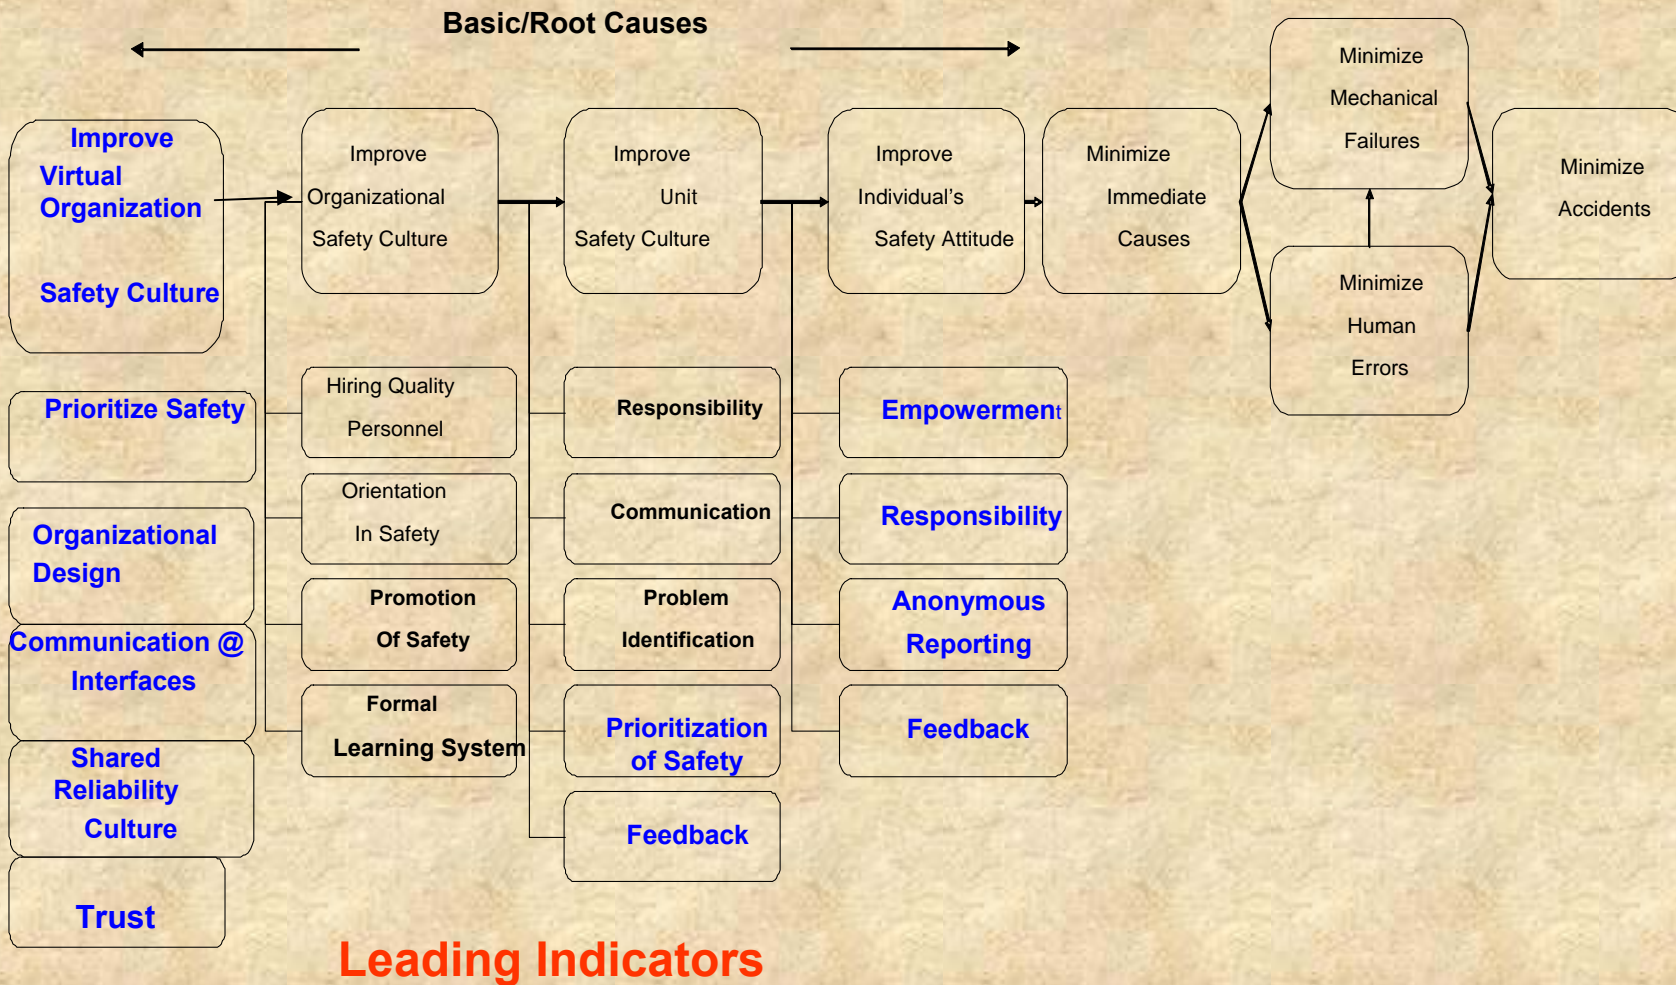 Basic/Root Causes
Improve
Virtual
Organization
Safety Culture
Improve
Organizational
Safety Culture
Improve
Unit
Safety Culture
Improve
Individual's
Safety Attitude
Minimize
Immediate
Causes
Minimize
Mechanical
Failures
Minimize
Human
Errors
Minimize
Accidents
Prioritize Safety
Organizational
Design
Communication @
Interfaces
Shared
Reliability
Culture
Trust
Hiring Quality
Personnel
Orientation
In Safety
Promotion
Of Safety
Formal
Learning System
Responsibility
Communication
Problem
Identification
Prioritization
of Safety
Feedback
Empowerment
Responsibility
Anonymous
Reporting
Feedback
Leading Indicators